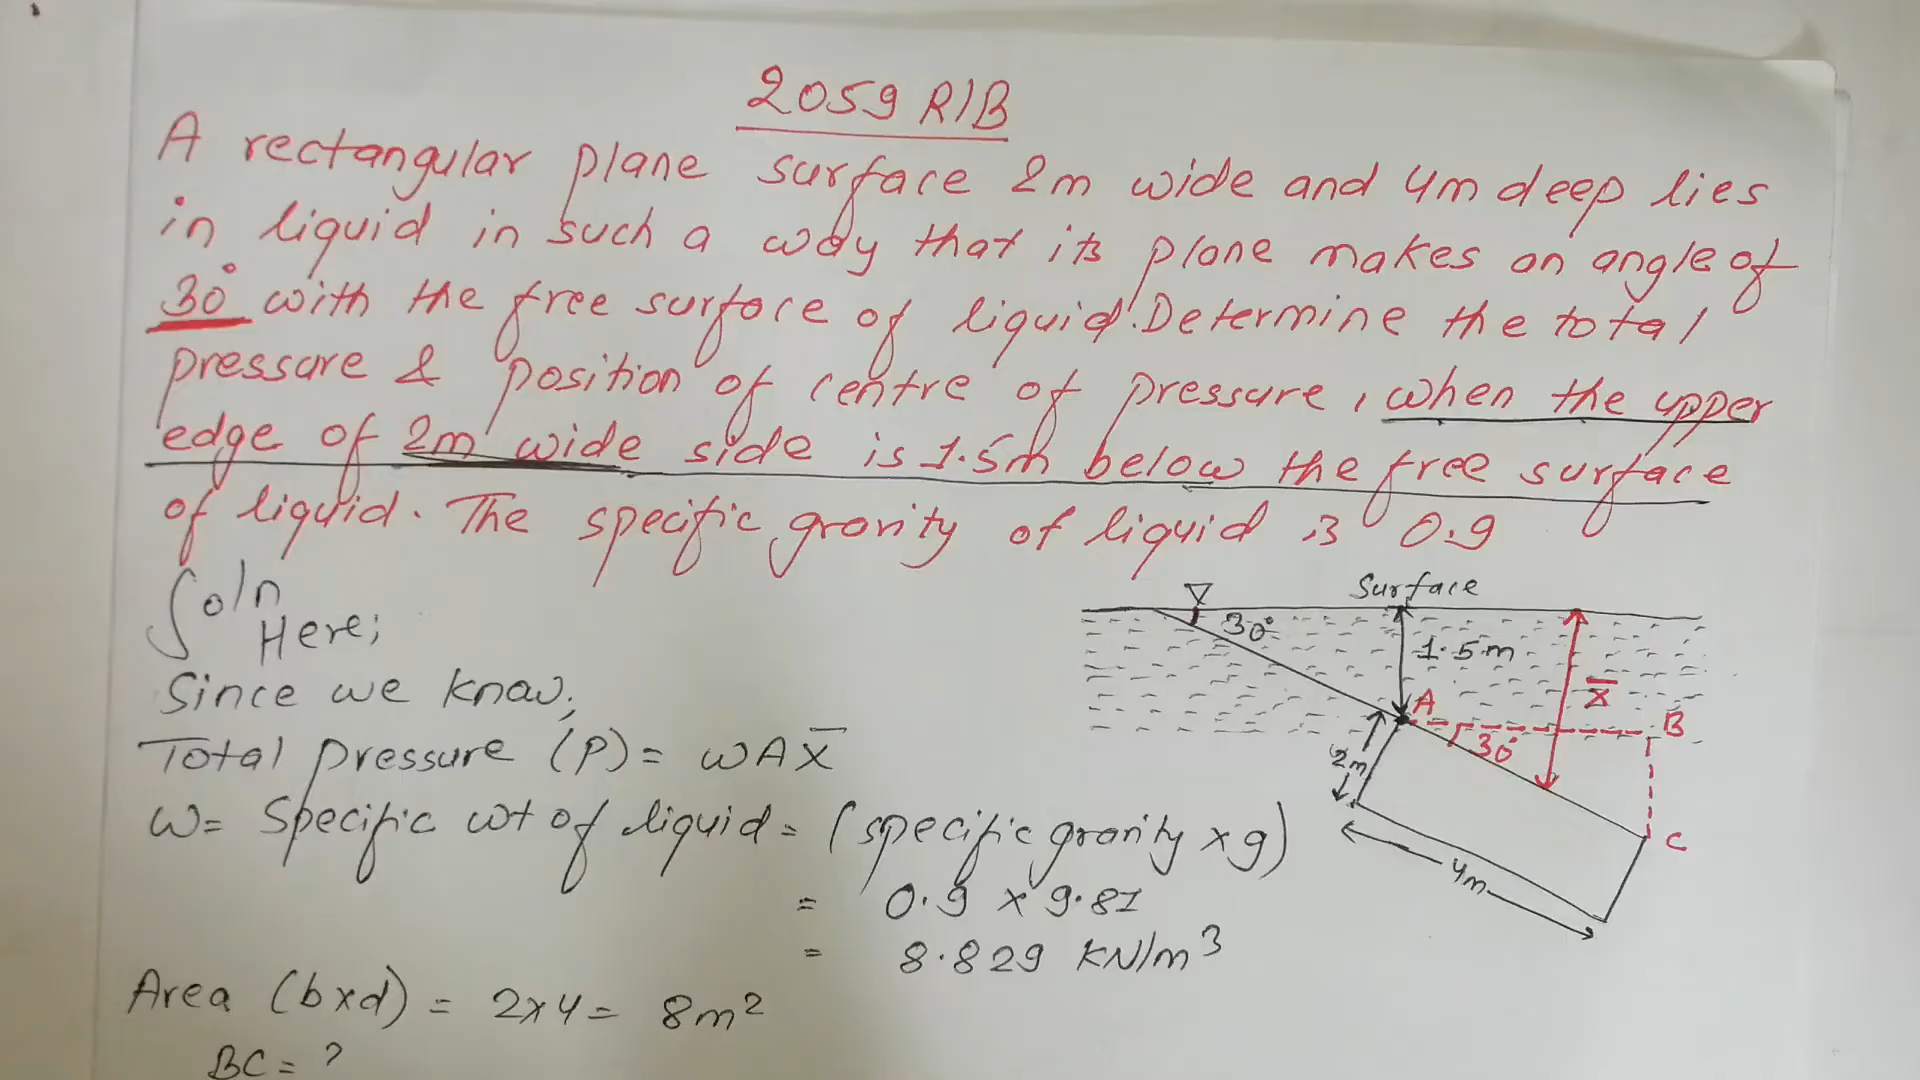 2059 R/B
A rectangular plane surface 2m wide and 4m deep lies
in liquid in such a way that its plane makes an angle of
30° with the free surface of liquid. Determine the total
pressure & position of centre of pressure, when the upper
edge of 2m wide side is 1.5m below the free surface
of liquid. The specific gravity of liquid is 0.9
Soln
Here;
Since we know;
Total pressure (P) = wAx̅
w = Specific wt of liquid = (specific gravity x g)
= 0.9 x 9.81
= 8.829 KN/m³
Area (bxd) = 2x4 = 8m²
BC = ?
Surface
30°
1.5m
x̅
A
B
30°
2m
C
4m